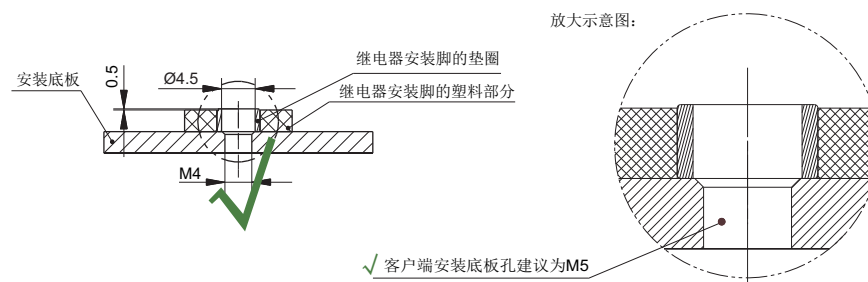 放大示意图：
继电器安装脚的垫圈
Ø4.5
0.5
安装底板
继电器安装脚的塑料部分
M4
√ 客户端安装底板孔建议为M5